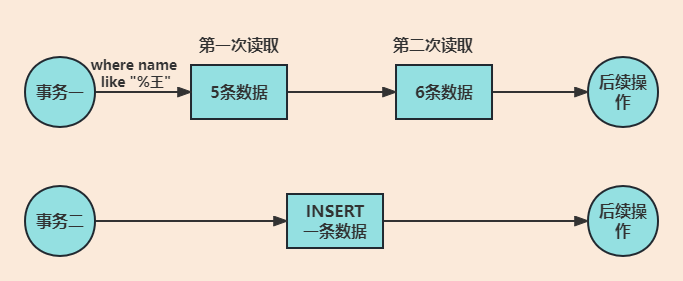 第一次读取
第二次读取
事务一
where name
like "%王"
5条数据
6条数据
后续操
作
事务二
INSERT
一条数据
后续操
作